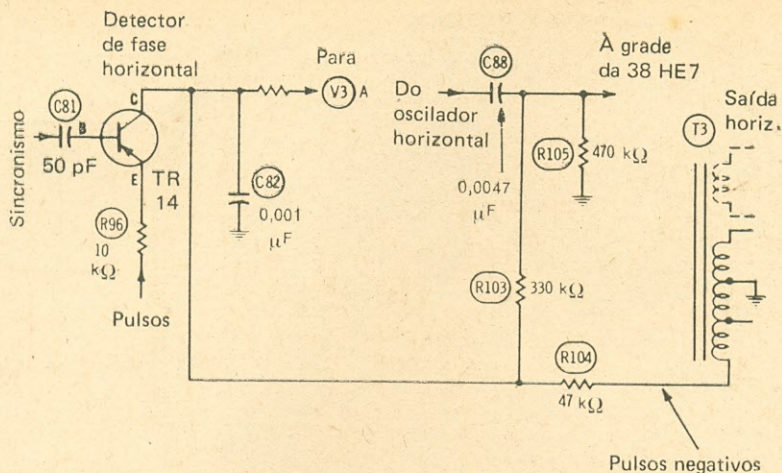 Detector
de fase
horizontal
Para
C88
À grade
da 38 HE7
C81
C
V3 A
Do
oscilador
horizontal
Saída
horiz.
T3
Sincronismo
B
50 pF
E
TR
14
C82
0,001
µF
R105
470 kΩ
0,0047
µF
R96
10
kΩ
R103
330 kΩ
Pulsos
R104
47 kΩ
Pulsos negativos